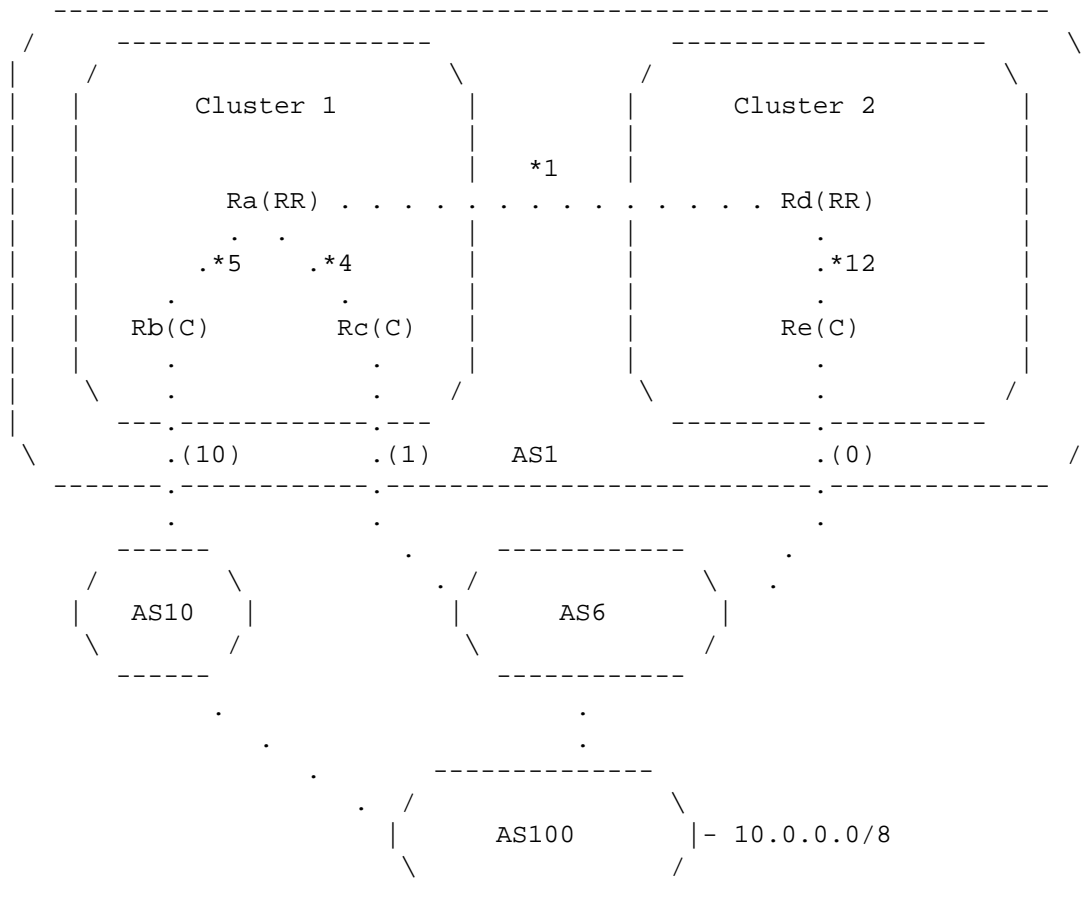 Cluster 1 Cluster 2
*1
Ra(RR) Rd(RR)
*5 *4 *12
Rb(C) Rc(C) Re(C)
(10) (1) AS1 (0)
AS10 AS6
AS100 - 10.0.0.0/8